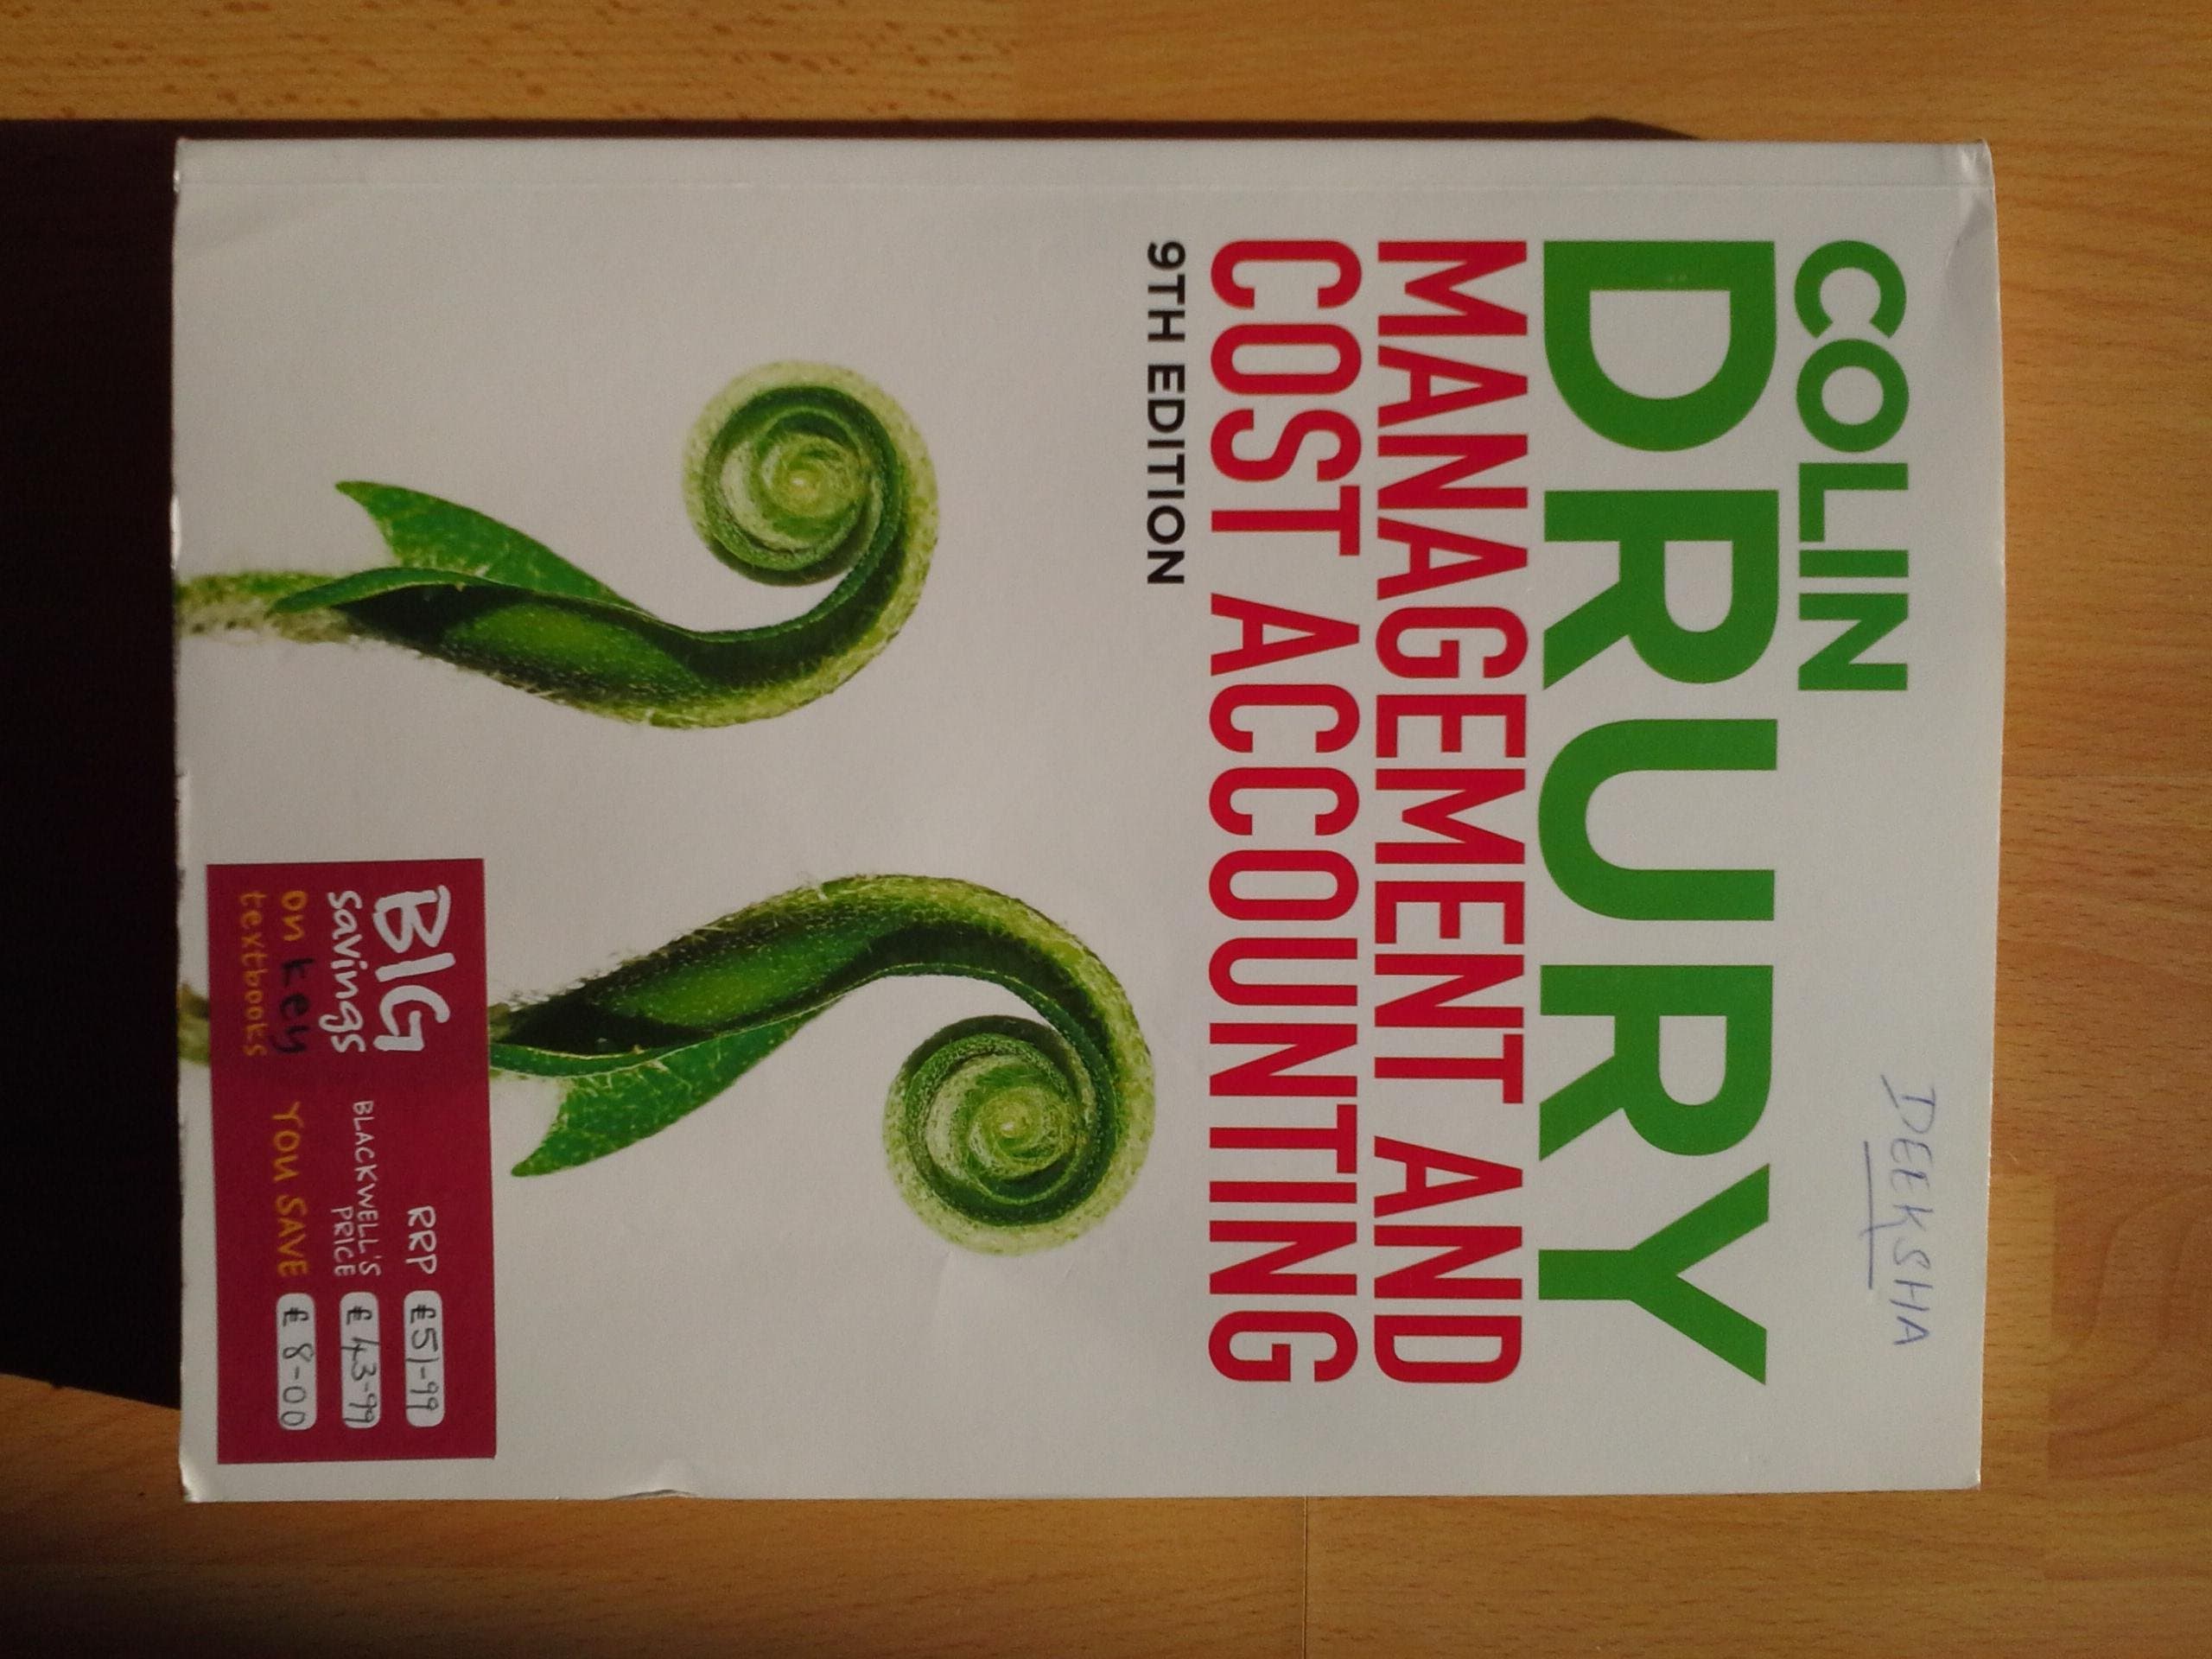 DEEKSHA
COLIN
DRURY
MANAGEMENT AND
COST ACCOUNTING
9TH EDITION
BIG
savings
on key
textbooks
RRP £51-99
BLACKWELL'S
PRICE £43-99
YOU SAVE £8-00